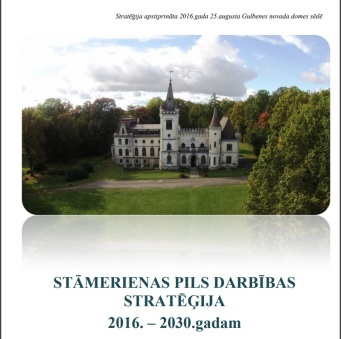 Stratēģija apstiprināta 2016.gada 25.augusta Gulbenes novada domes sēdē
STĀMERIENAS PILS DARBĪBAS
STRATĒĢIJA
2016. – 2030.gadam